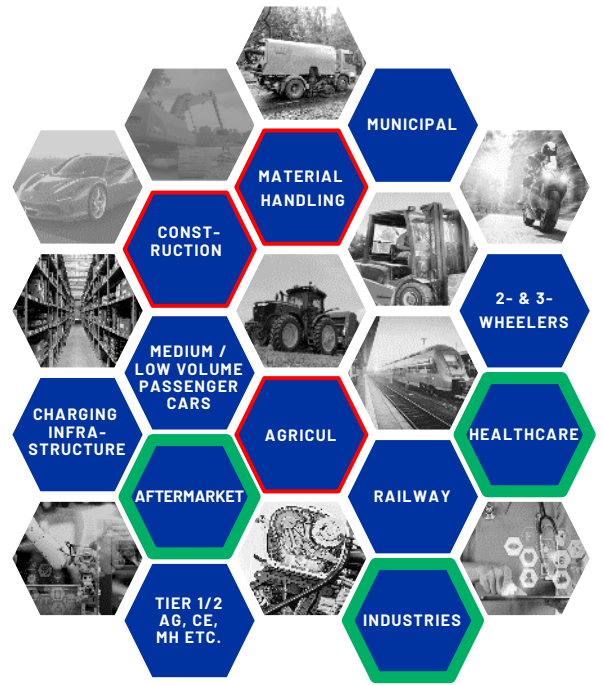 MUNICIPAL
MATERIAL
HANDLING
CONST-
RUCTION
2- & 3-
WHEELERS
MEDIUM /
LOW VOLUME
PASSENGER
CARS
CHARGING
INFRA-
STRUCTURE
AGRICUL
HEALTHCARE
AFTERMARKET
RAILWAY
TIER 1/2
AG, CE,
MH ETC.
INDUSTRIES